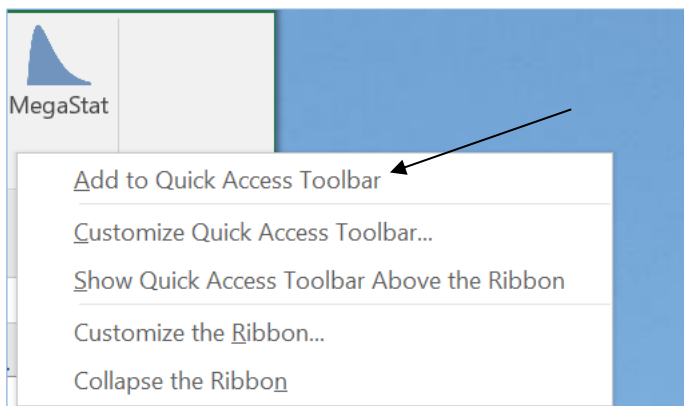 MegaStat
Add to Quick Access Toolbar
Customize Quick Access Toolbar...
Show Quick Access Toolbar Above the Ribbon
Customize the Ribbon...
Collapse the Ribbon